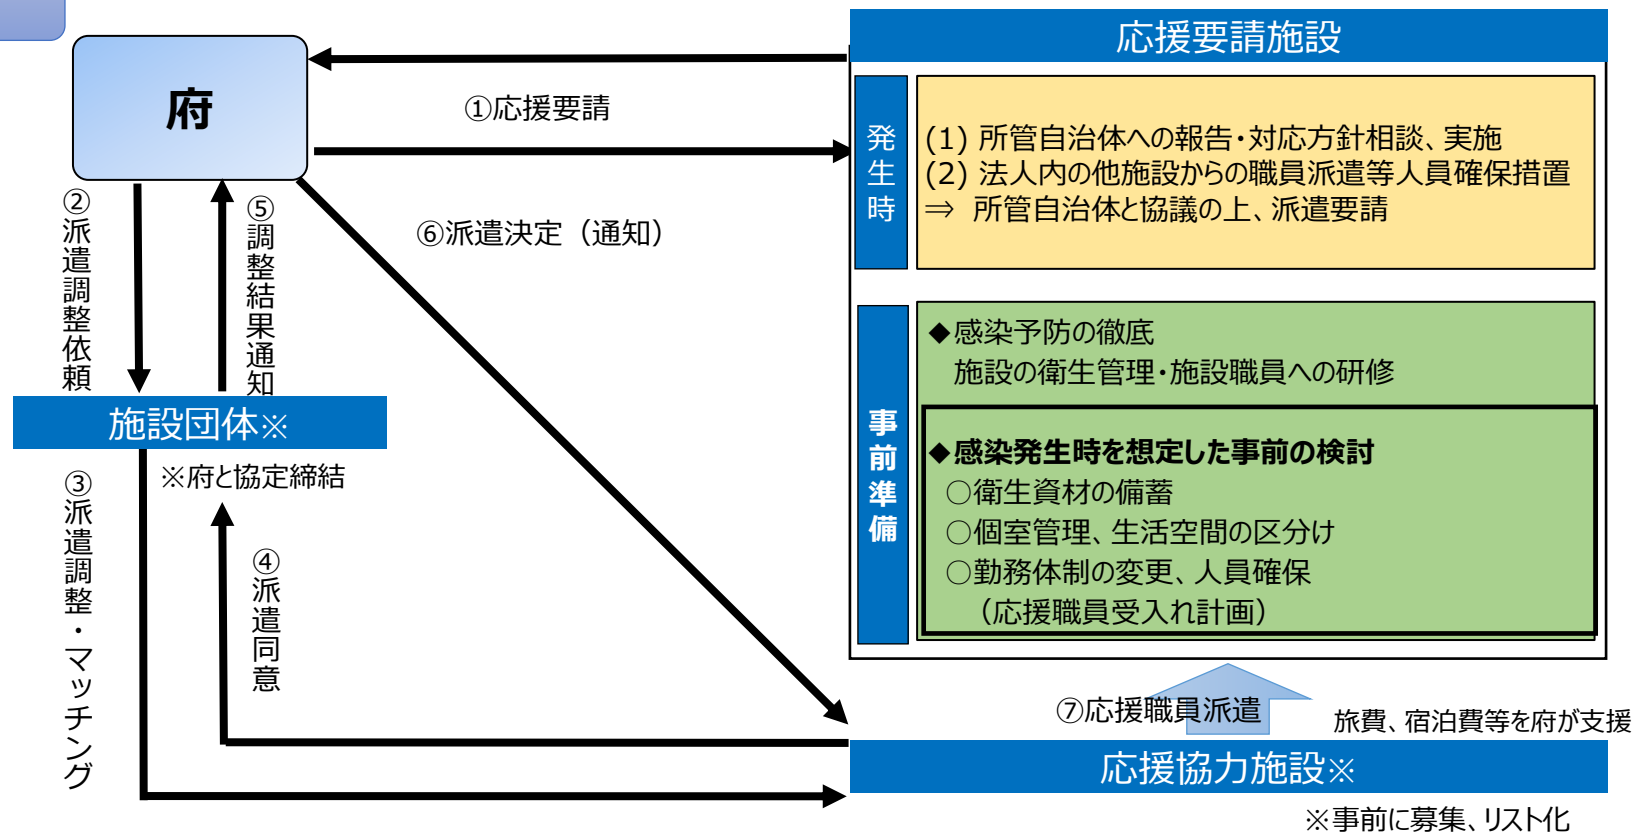 府
応援要請施設
①応援要請
発生時
(1) 所管自治体への報告・対応方針相談、実施
(2) 法人内の他施設からの職員派遣等人員確保措置
⇒ 所管自治体と協議の上、派遣要請
②派遣調整依頼
⑤調整結果通知
⑥派遣決定（通知）
事前準備
◆感染予防の徹底
施設の衛生管理・施設職員への研修
◆感染発生時を想定した事前の検討
○衛生資材の備蓄
○個室管理、生活空間の区分け
○勤務体制の変更、人員確保
（応援職員受入れ計画）
施設団体※
※府と協定締結
③派遣調整・マッチング
④派遣同意
⑦応援職員派遣
旅費、宿泊費等を府が支援
応援協力施設※
※事前に募集、リスト化